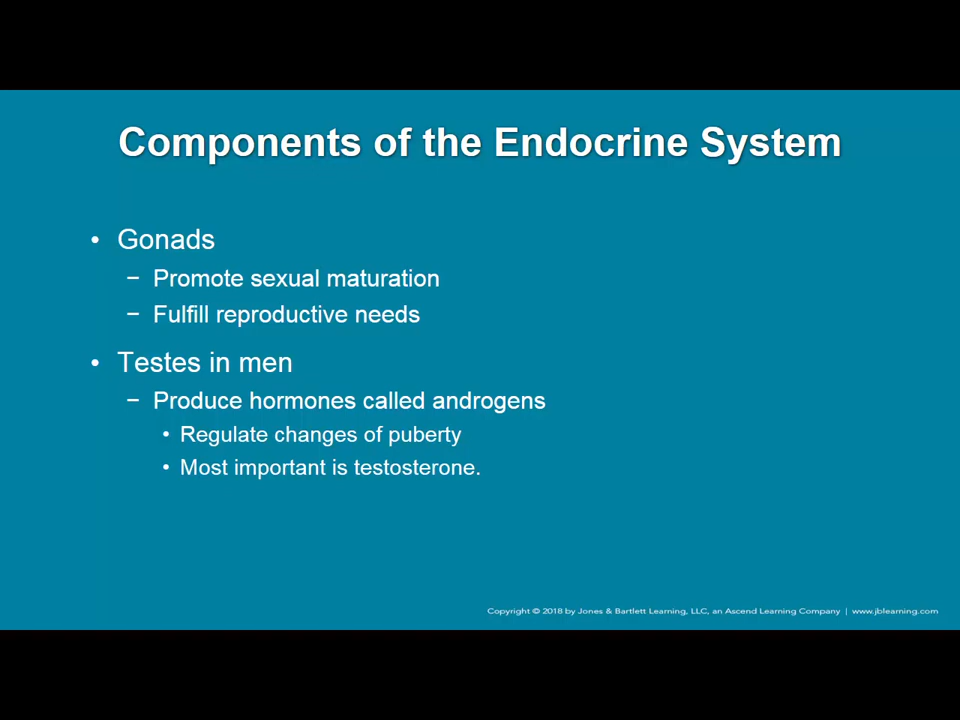 Components of the Endocrine System
• Gonads
− Promote sexual maturation
− Fulfill reproductive needs
• Testes in men
− Produce hormones called androgens
• Regulate changes of puberty
• Most important is testosterone.
Copyright © 2018 by Jones & Bartlett Learning, LLC, an Ascend Learning Company | www.jblearning.com